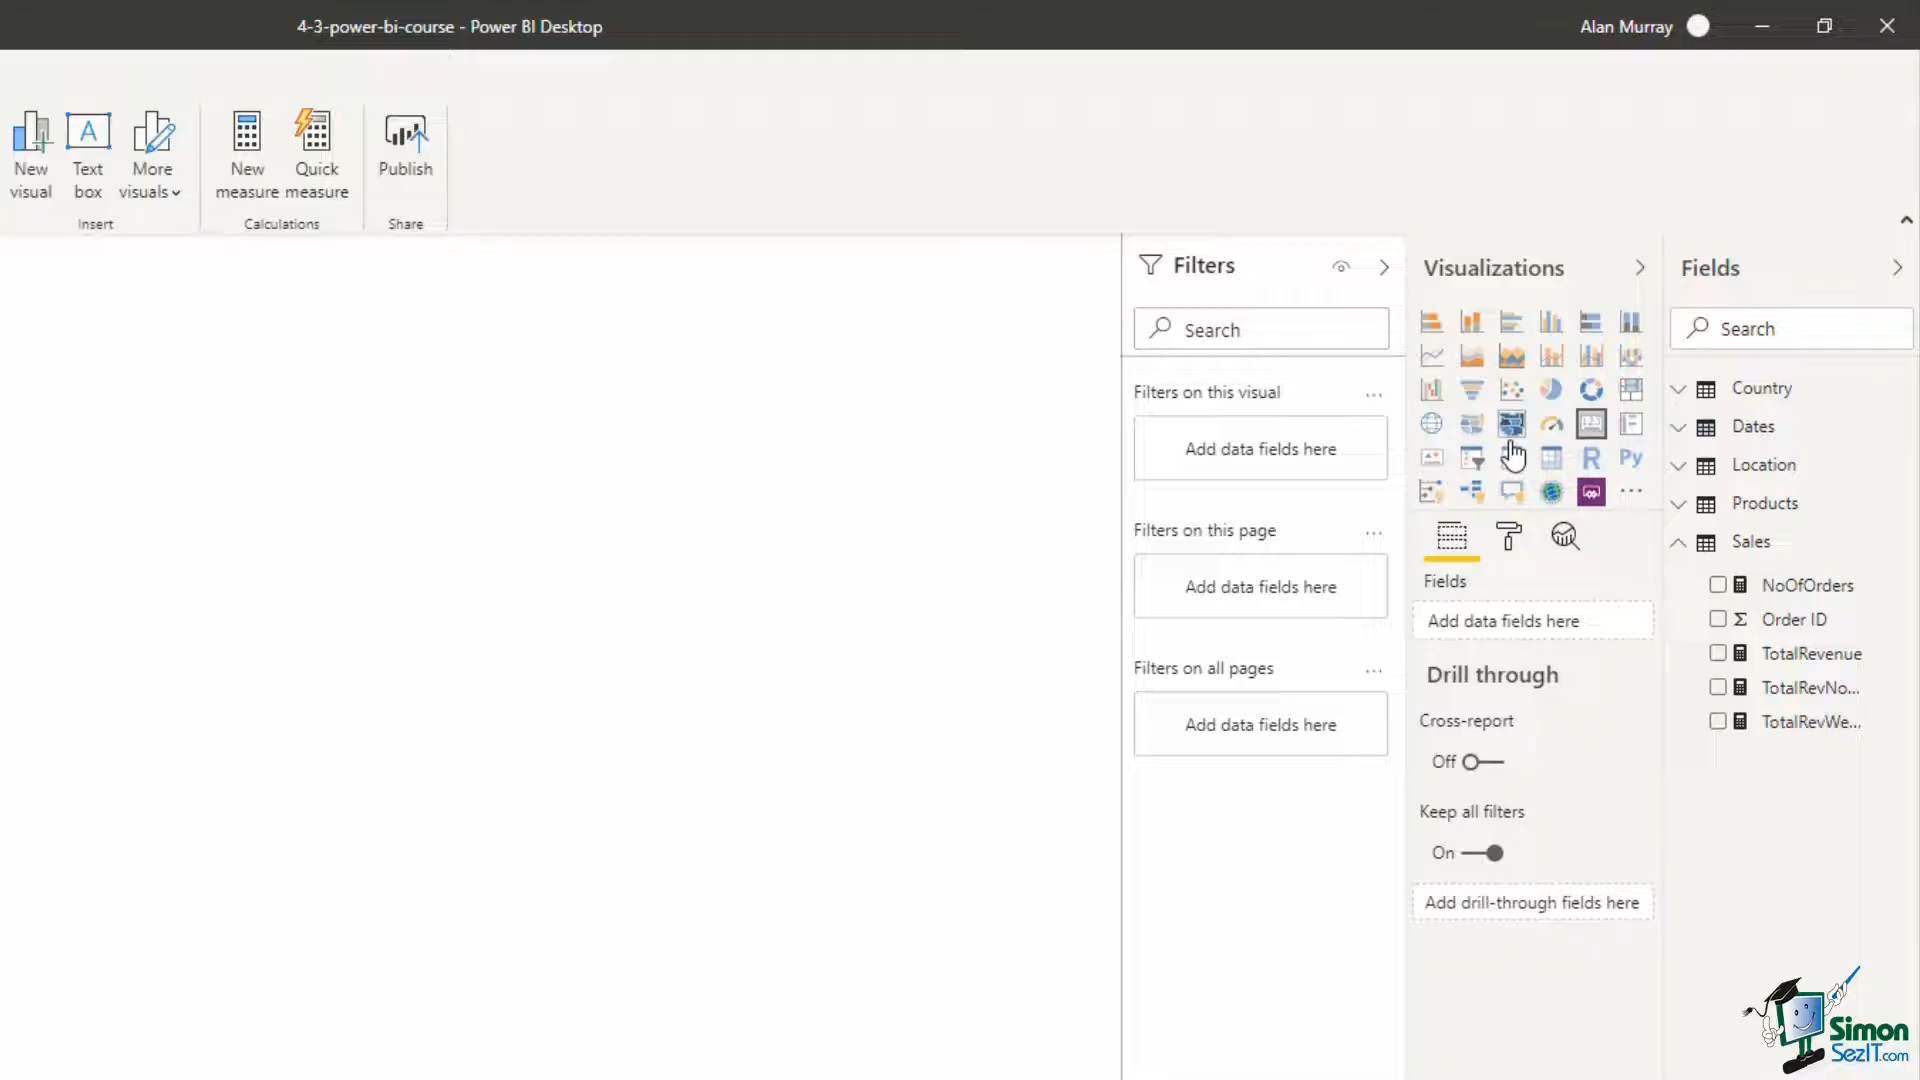 4-3-power-bi-course - Power BI Desktop
Alan Murray
New visual
Text box
More visuals
New measure
Quick measure
Publish
Insert
Calculations
Share
Filters
Search
Filters on this visual
...
Add data fields here
Filters on this page
...
Add data fields here
Filters on all pages
...
Add data fields here
Visualizations
R
Py
...
Fields
Add data fields here
Drill through
Cross-report
Off
Keep all filters
On
Add drill-through fields here
Fields
Search
Country
Dates
Location
Products
Sales
NoOfOrders
Σ Order ID
TotalRevenue
TotalRevNo...
TotalRevWe...
Simon
SezIT.com